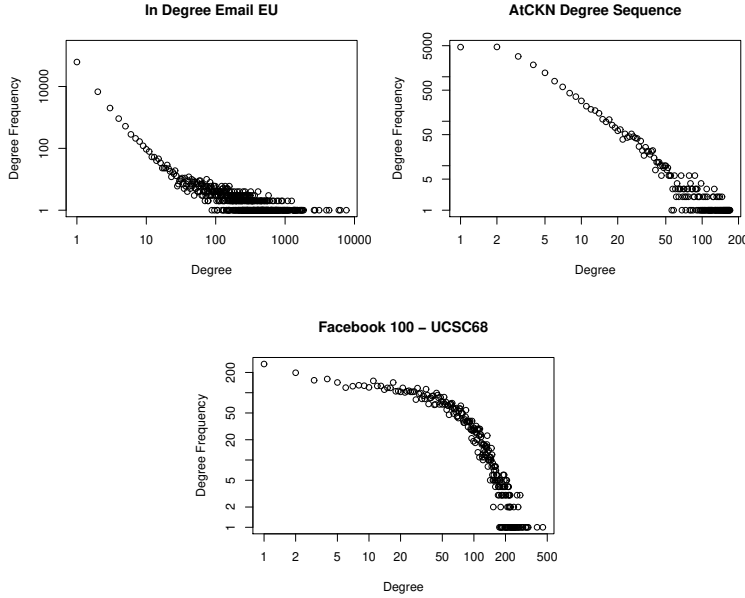 In Degree Email EU
Degree Frequency
10000
100
1
1 10 100 1000 10000
Degree
AtCKN Degree Sequence
Degree Frequency
5000
500
50
5
1
1 2 5 10 20 50 100 200
Degree
Facebook 100 − UCSC68
Degree Frequency
200
50
20
5
2
1
1 2 5 10 20 50 100 200 500
Degree